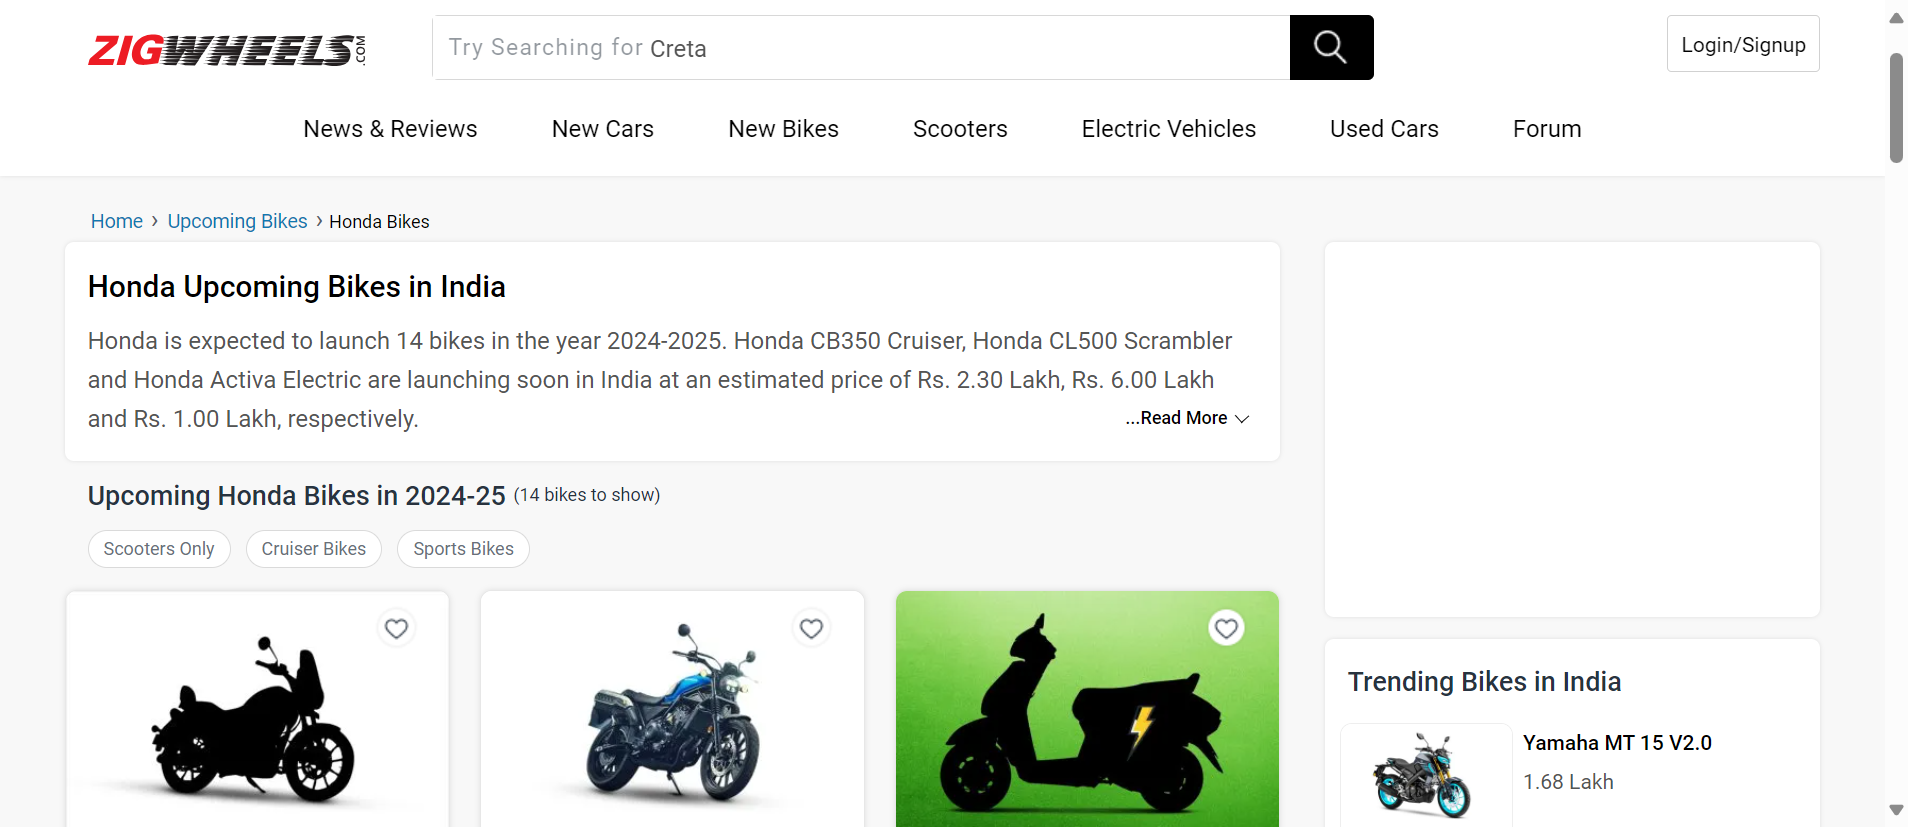 ZIGWHEELS.COM
Try Searching for Creta
Login/Signup
News & Reviews
New Cars
New Bikes
Scooters
Electric Vehicles
Used Cars
Forum
Home › Upcoming Bikes › Honda Bikes
Honda Upcoming Bikes in India
Honda is expected to launch 14 bikes in the year 2024-2025. Honda CB350 Cruiser, Honda CL500 Scrambler
and Honda Activa Electric are launching soon in India at an estimated price of Rs. 2.30 Lakh, Rs. 6.00 Lakh
and Rs. 1.00 Lakh, respectively.
...Read More
Upcoming Honda Bikes in 2024-25 (14 bikes to show)
Scooters Only
Cruiser Bikes
Sports Bikes
Trending Bikes in India
Yamaha MT 15 V2.0
1.68 Lakh